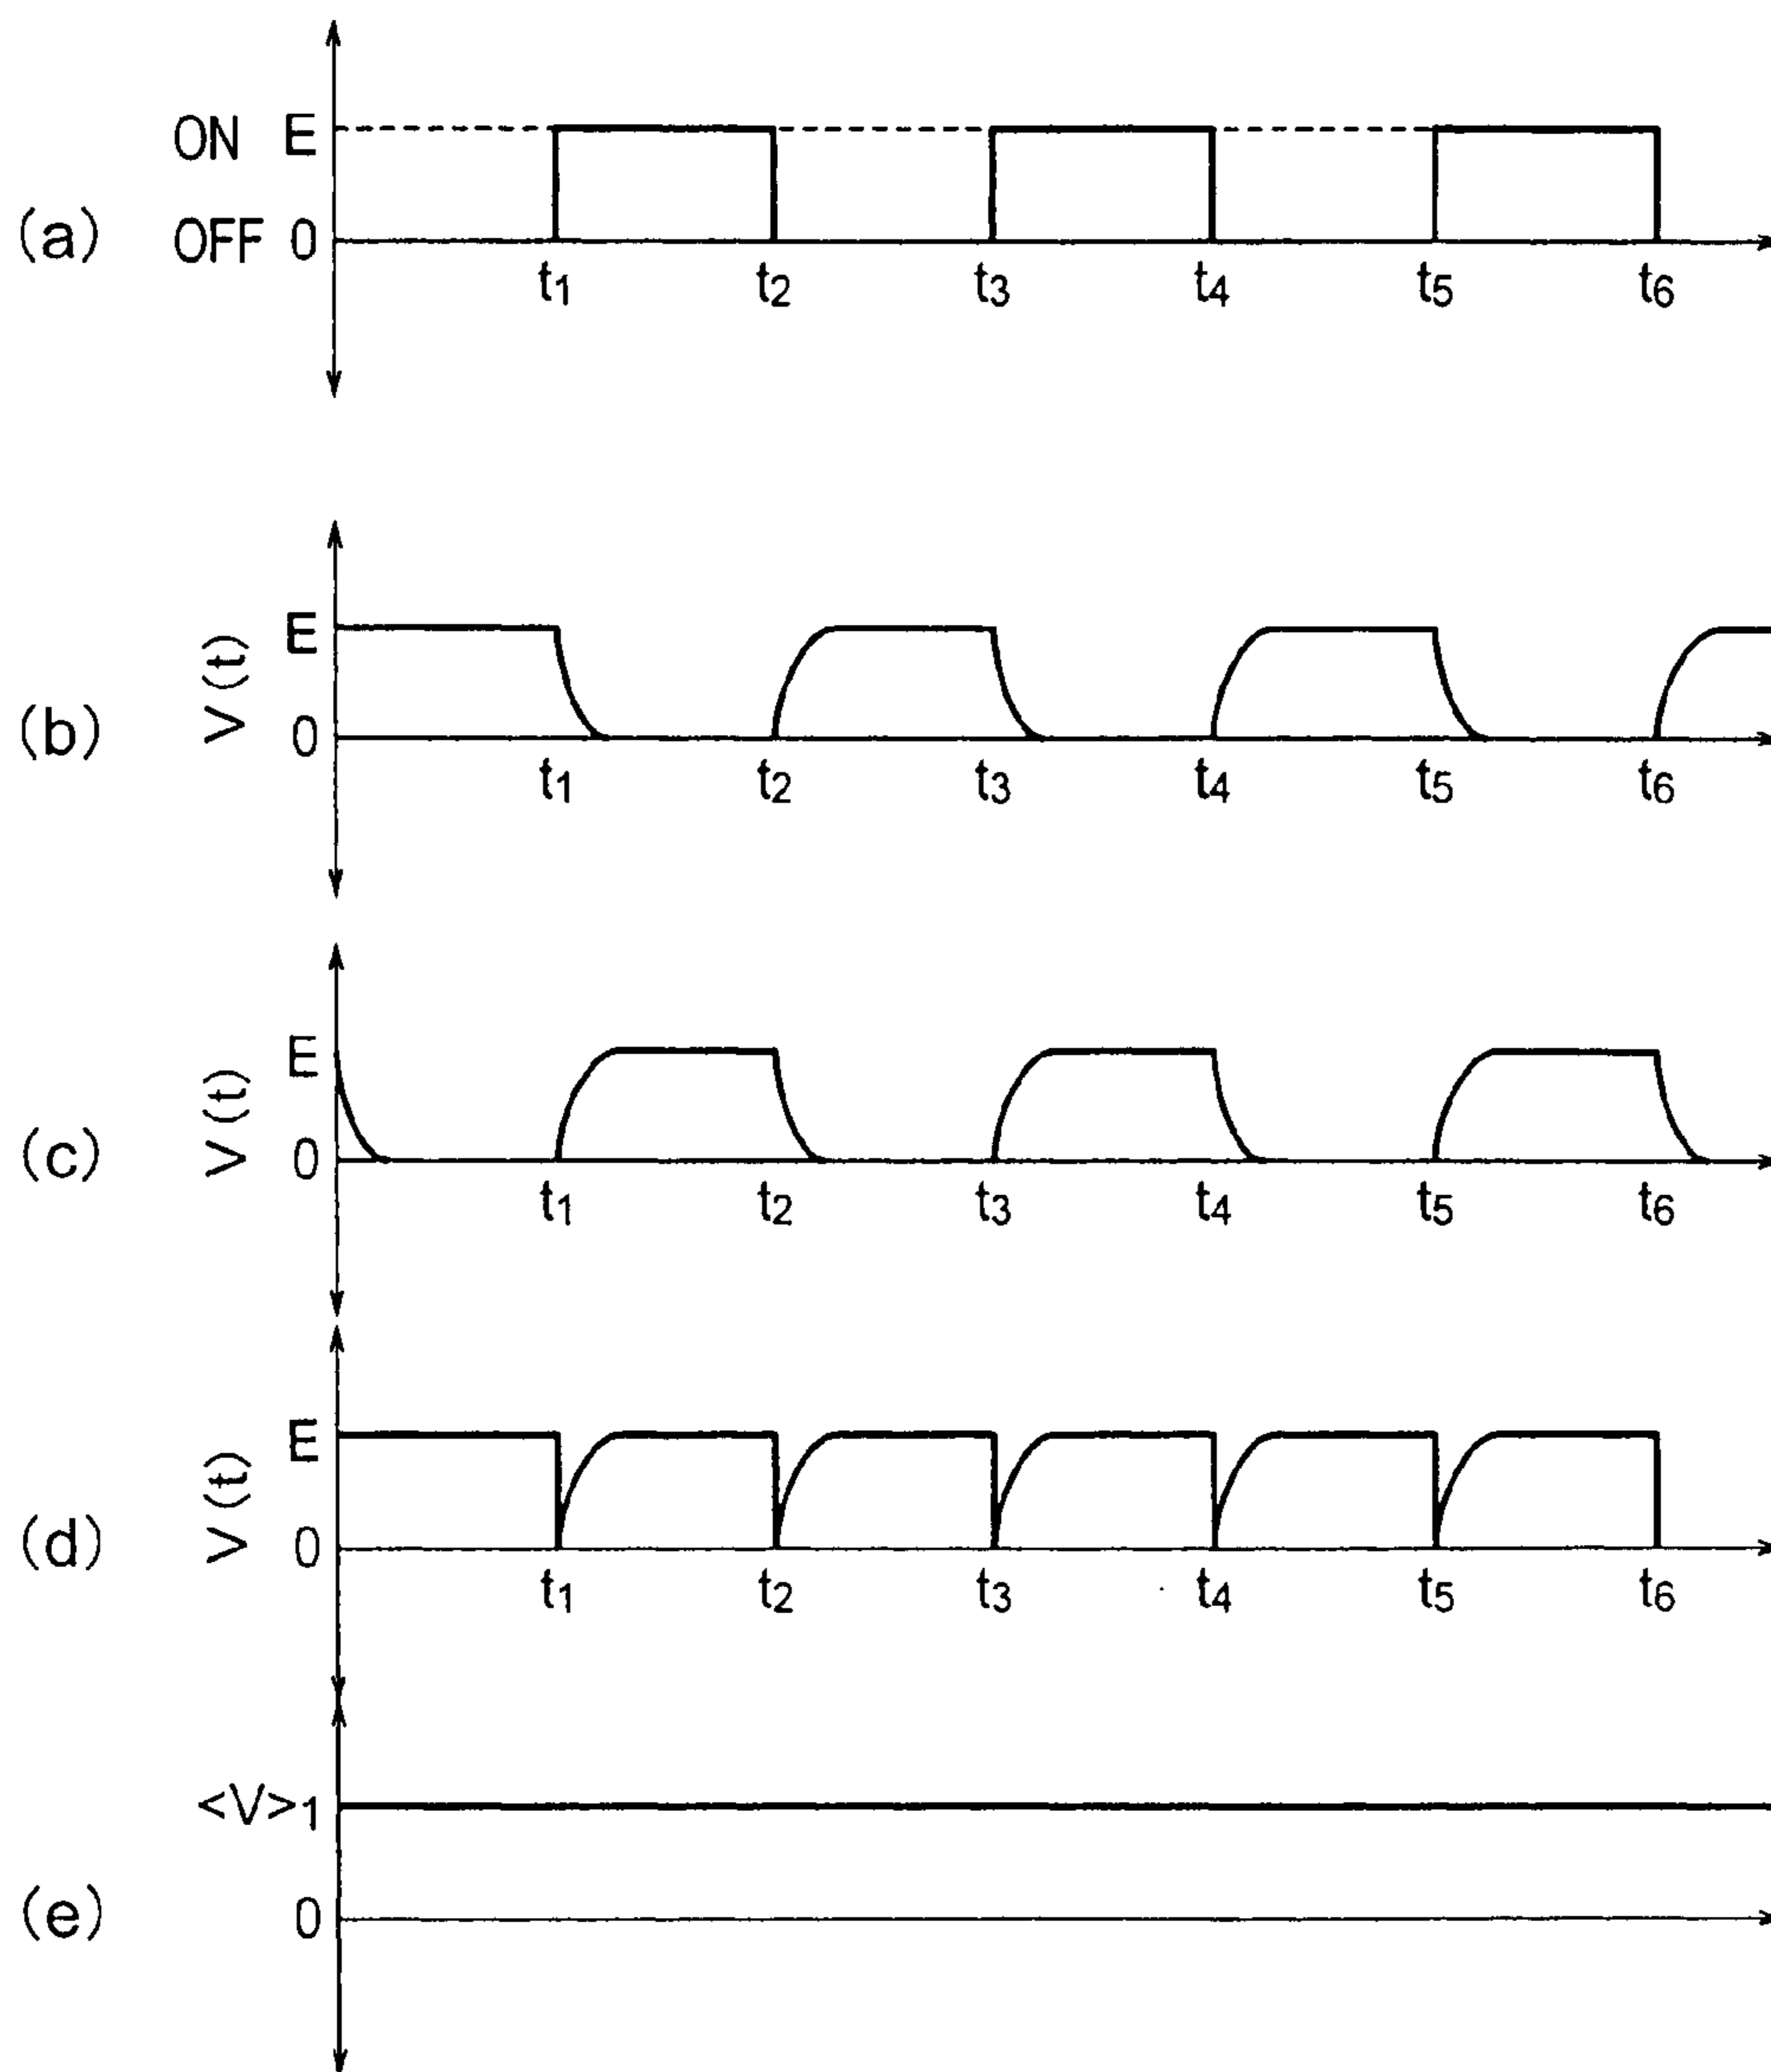 ON E
(a) OFF 0
t1 t2 t3 t4 t5 t6
E
V(t)
(b) 0
t1 t2 t3 t4 t5 t6
E
V(t)
(c) 0
t1 t2 t3 t4 t5 t6
E
V(t)
(d) 0
t1 t2 t3 t4 t5 t6
<V>1
(e) 0